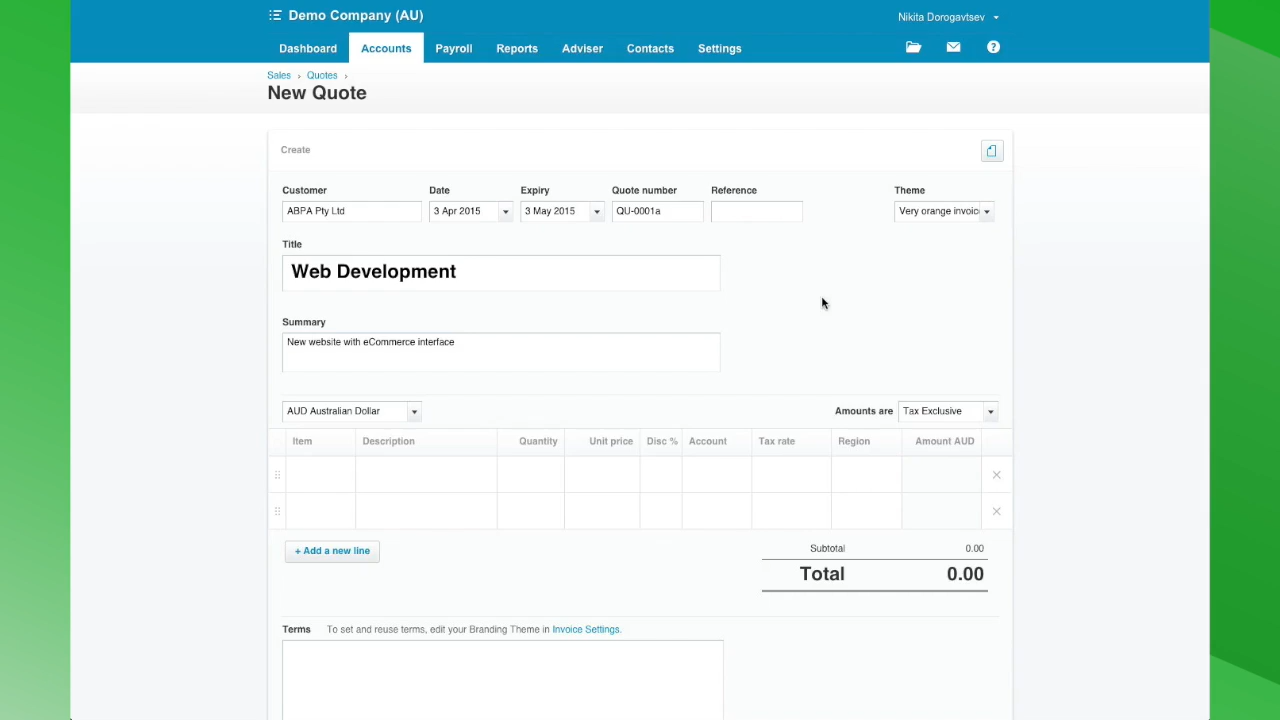 Demo Company (AU)
Nikita Dorogavtsev
Dashboard Accounts Payroll Reports Adviser Contacts Settings
Sales › Quotes ›
New Quote
Create
Customer Date Expiry Quote number Reference Theme
ABPA Pty Ltd 3 Apr 2015 3 May 2015 QU-0001a Very orange invoic
Title
Web Development
Summary
New website with eCommerce interface
AUD Australian Dollar Amounts are Tax Exclusive
Item Description Quantity Unit price Disc % Account Tax rate Region Amount AUD
+ Add a new line
Subtotal 0.00
Total 0.00
Terms To set and reuse terms, edit your Branding Theme in Invoice Settings.